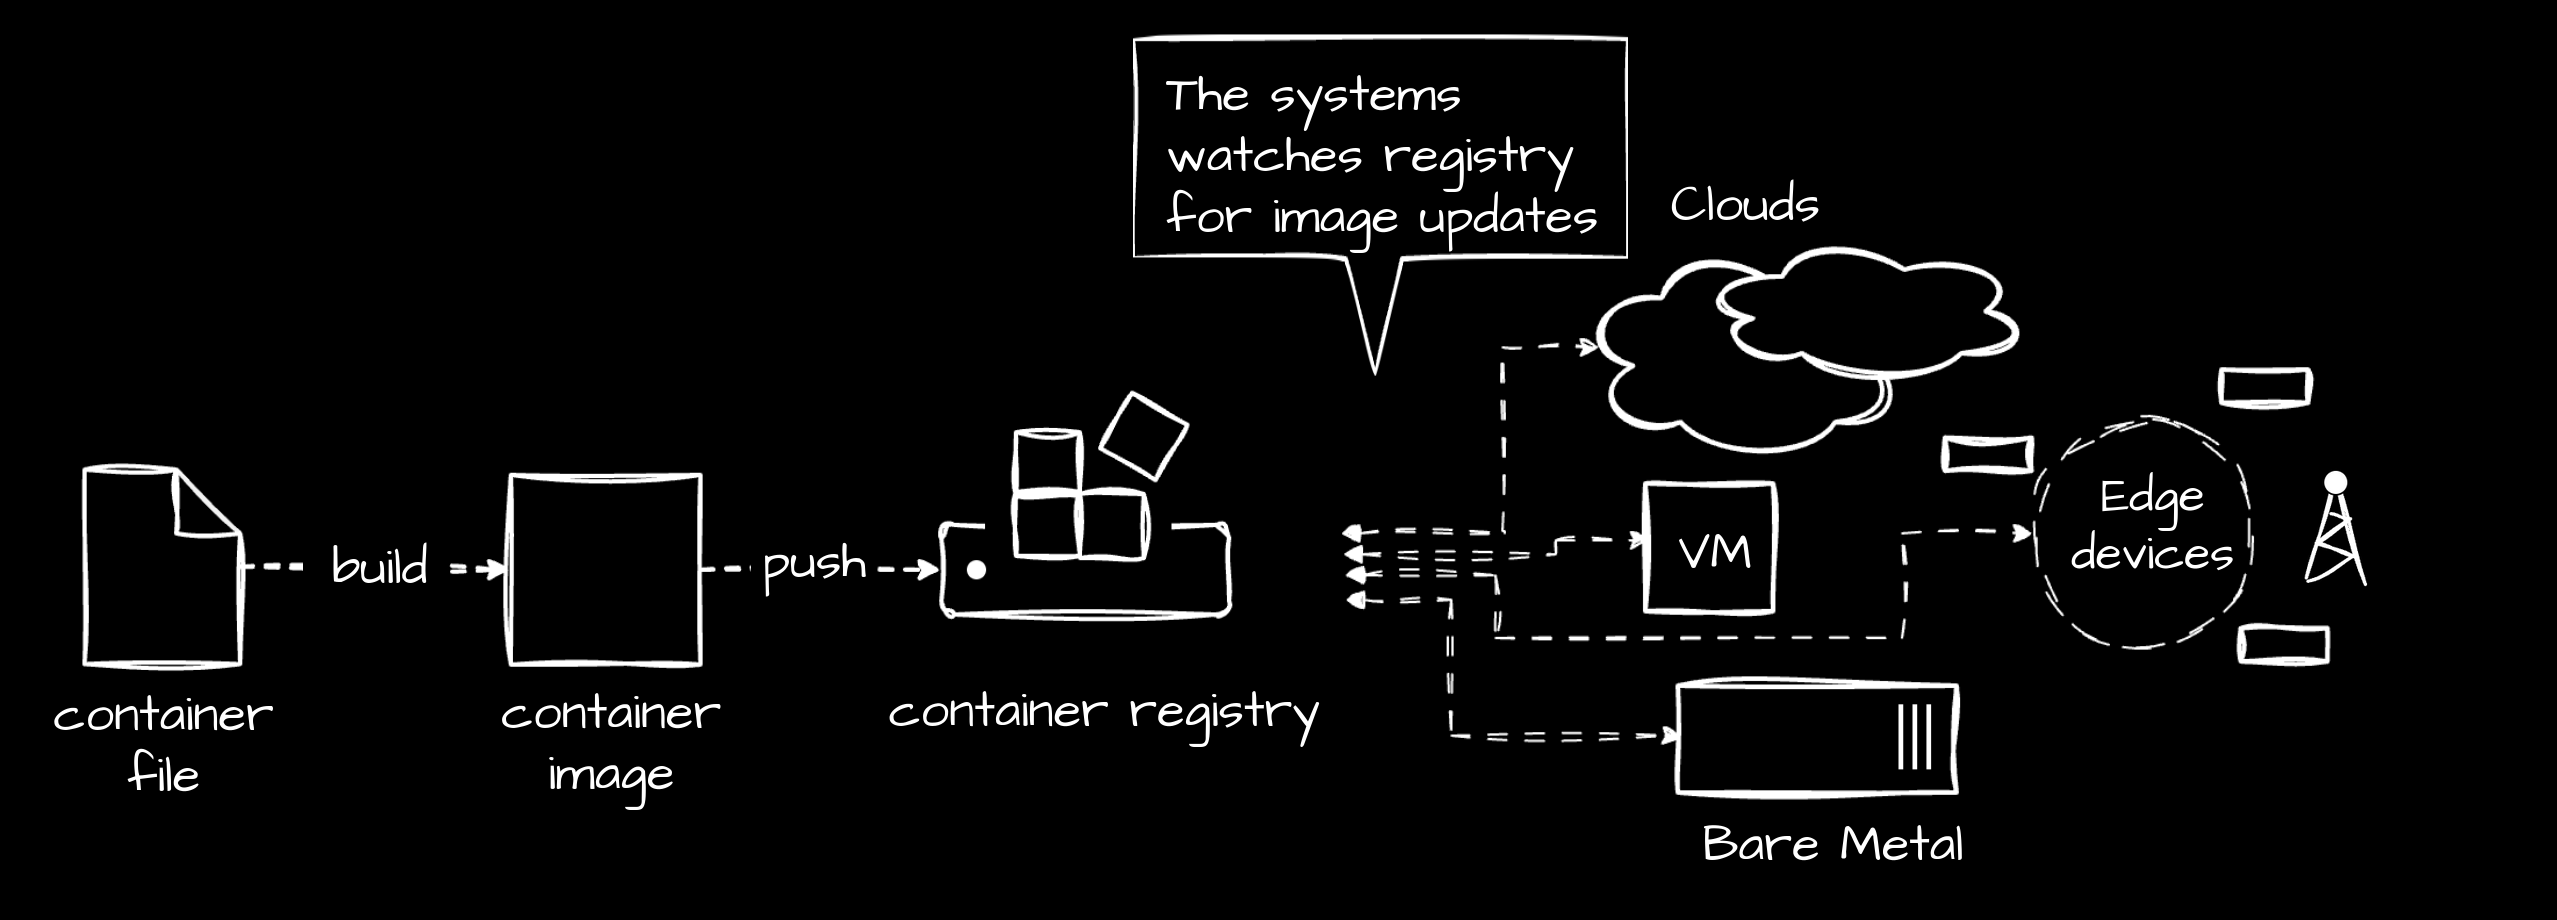 The systems
watches registry
for image updates
Clouds
build
push
VM
Edge
devices
container
file
container
image
container registry
Bare Metal